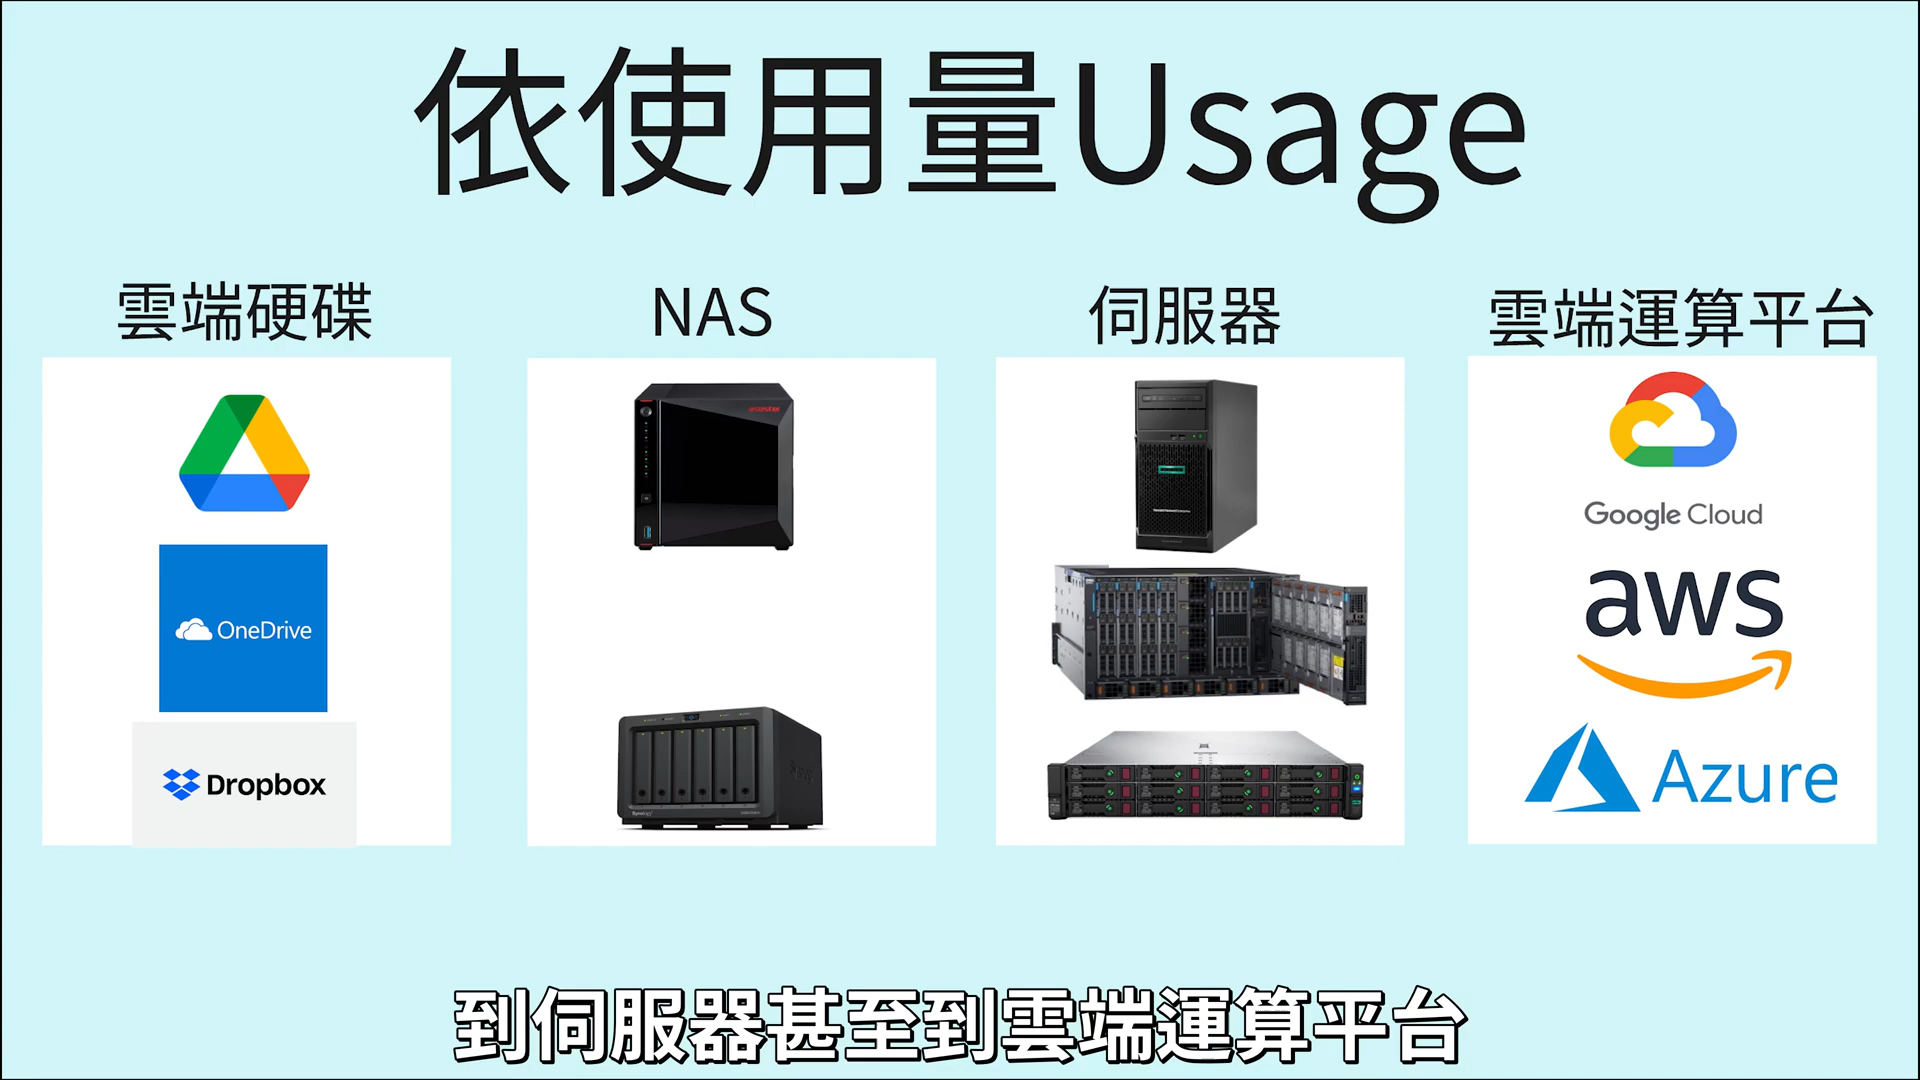 依使用量Usage
雲端硬碟
NAS
伺服器
雲端運算平台
OneDrive
Dropbox
asustor
Synology
Google Cloud
aws
Azure
到伺服器甚至到雲端運算平台